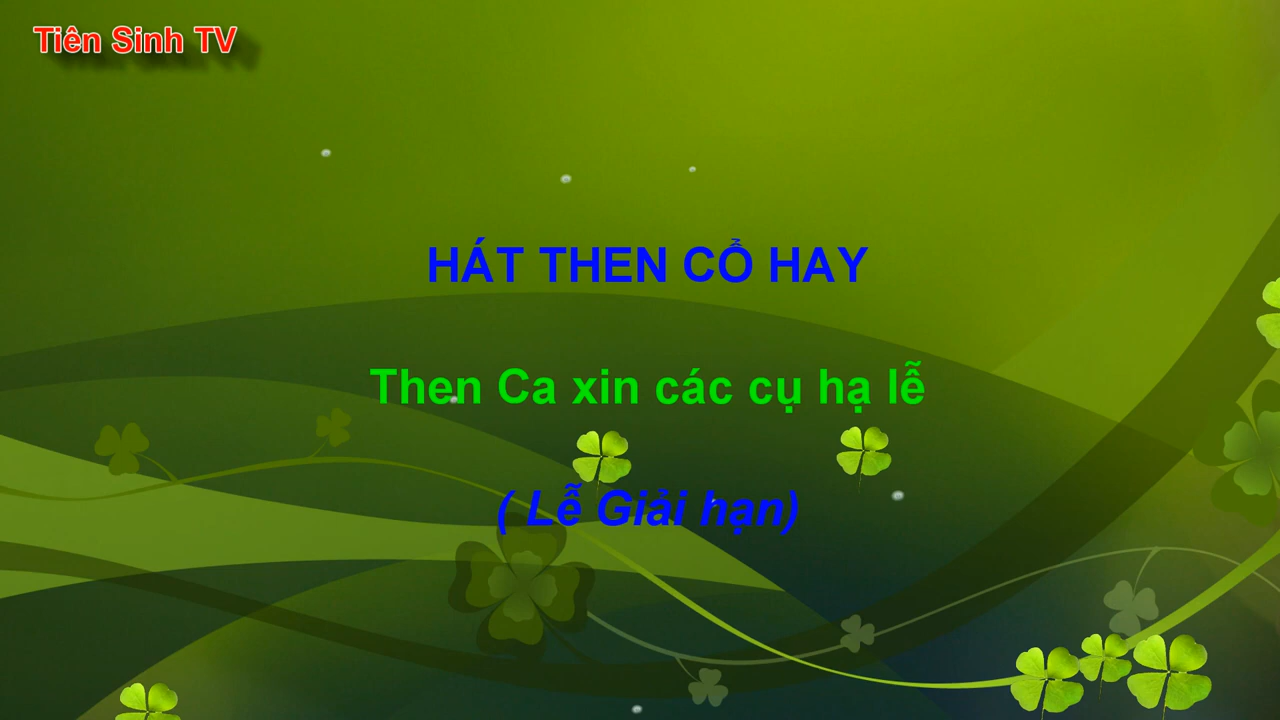 Tiên Sinh TV
HÁT THEN CỔ HAY
Then Ca xin các cụ hạ lễ
( Lễ Giải hạn)